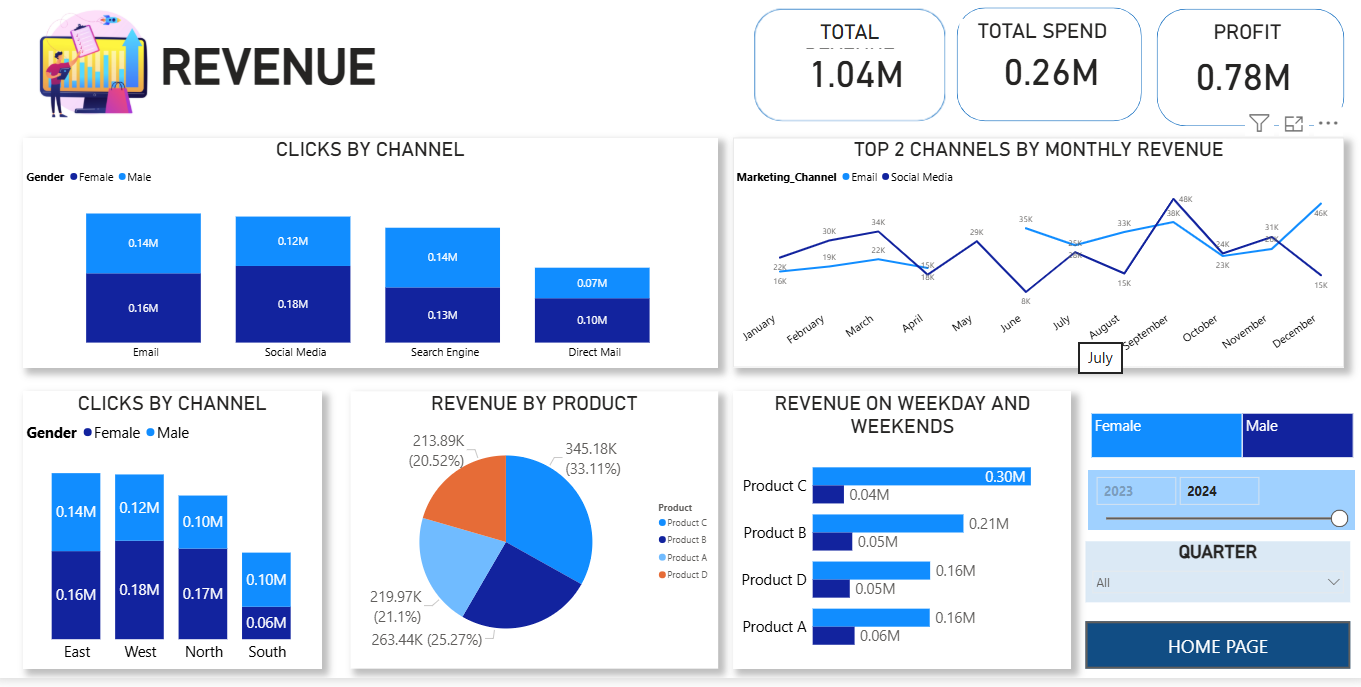 REVENUE
TOTAL
1.04M
TOTAL SPEND
0.26M
PROFIT
0.78M
CLICKS BY CHANNEL
Gender Female Male
0.14M
0.12M
0.14M
0.07M
0.16M
0.18M
0.13M
0.10M
Email
Social Media
Search Engine
Direct Mail
TOP 2 CHANNELS BY MONTHLY REVENUE
Marketing_Channel Email Social Media
22K
16K
30K
19K
34K
22K
15K
18K
29K
35K
8K
25K
33K
15K
48K
38K
24K
23K
31K
46K
15K
January
February
March
April
May
June
July
August
September
October
November
December
July
CLICKS BY CHANNEL
Gender Female Male
0.14M
0.12M
0.10M
0.10M
0.16M
0.18M
0.17M
0.06M
East
West
North
South
REVENUE BY PRODUCT
213.89K
(20.52%)
345.18K
(33.11%)
219.97K
(21.1%)
263.44K (25.27%)
Product
Product C
Product B
Product A
Product D
REVENUE ON WEEKDAY AND
WEEKENDS
Product C
0.30M
0.04M
Product B
0.21M
0.05M
Product D
0.16M
0.05M
Product A
0.16M
0.06M
Female
Male
2023
2024
QUARTER
All
HOME PAGE